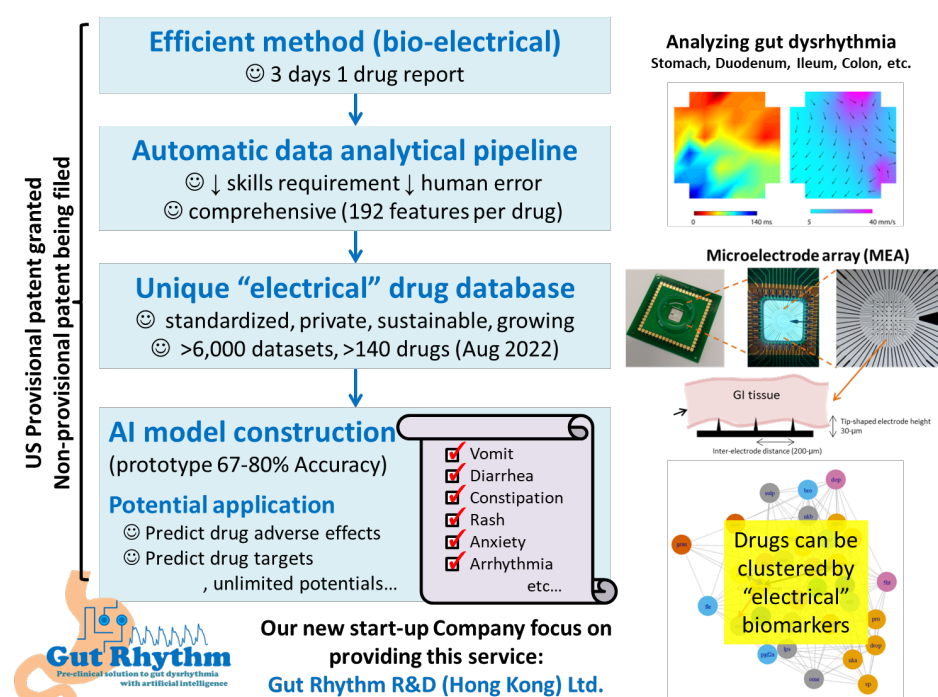 US Provisional patent granted
Non-provisional patent being filed
Efficient method (bio-electrical)
☺ 3 days 1 drug report
Automatic data analytical pipeline
☺ ↓ skills requirement ↓ human error
☺ comprehensive (192 features per drug)
Unique “electrical” drug database
☺ standardized, private, sustainable, growing
☺ >6,000 datasets, >140 drugs (Aug 2022)
AI model construction
(prototype 67-80% Accuracy)
Potential application
☺ Predict drug adverse effects
☺ Predict drug targets
, unlimited potentials…
Vomit
Diarrhea
Constipation
Rash
Anxiety
Arrhythmia
etc…
Gut Rhythm
Pre-clinical solution to gut dysrhythmia
with artificial intelligence
Our new start-up Company focus on
providing this service:
Gut Rhythm R&D (Hong Kong) Ltd.
Analyzing gut dysrhythmia
Stomach, Duodenum, Ileum, Colon, etc.
0 140 ms
5 40 mm/s
Microelectrode array (MEA)
GI tissue
Tip-shaped electrode height
30-μm
Inter-electrode distance (200-μm)
Drugs can be
clustered by
“electrical”
biomarkers